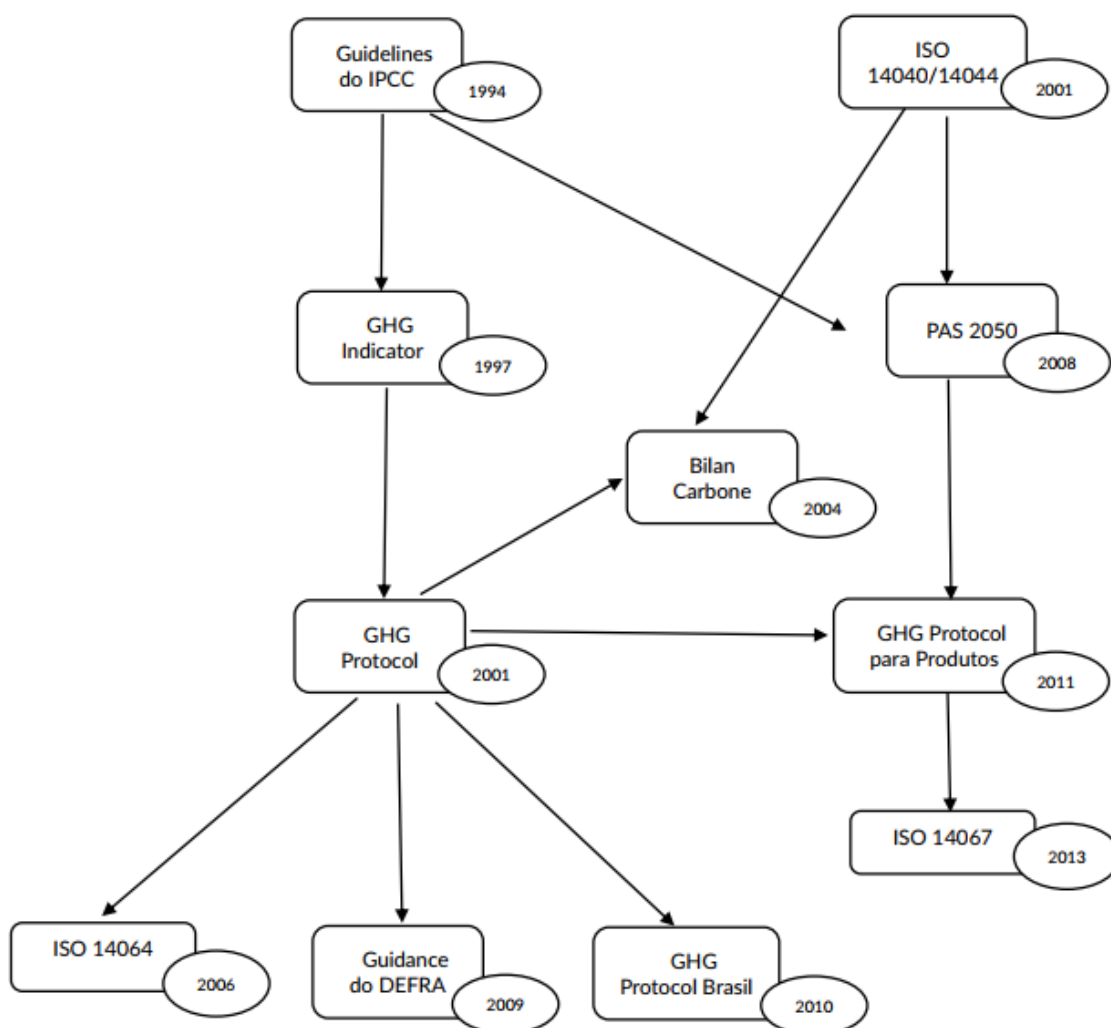 Guidelines
do IPCC
1994
ISO
14040/14044
2001
GHG
Indicator
1997
PAS 2050
2008
Bilan
Carbone
2004
GHG
Protocol
2001
GHG Protocol
para Produtos
2011
ISO 14067
2013
ISO 14064
2006
Guidance
do DEFRA
2009
GHG
Protocol Brasil
2010